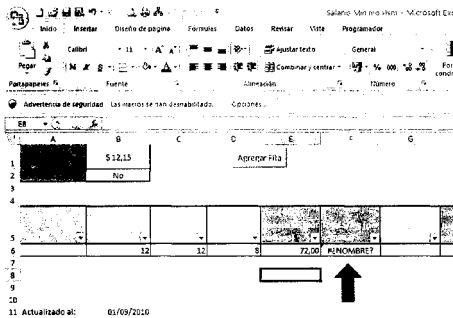 Salario Minimo.xlsm - Microsoft Exc
Inicio Insertar Diseño de página Fórmulas Datos Revisar Vista Programador
Calibri 11 A A Ajustar texto General
Pegar N K S A Combinar y centrar $ % 000
Portapapeles Fuente Alineación Número
Advertencia de seguridad Las macros se han deshabilitado. Opciones...
E8
A B C D E F G
1 $ 12,15 Agregar Fila
2 No
3
4
5
6 12 12 8 72,00 #¿NOMBRE?
7
8
9
10
11 Actualizado al: 01/09/2010